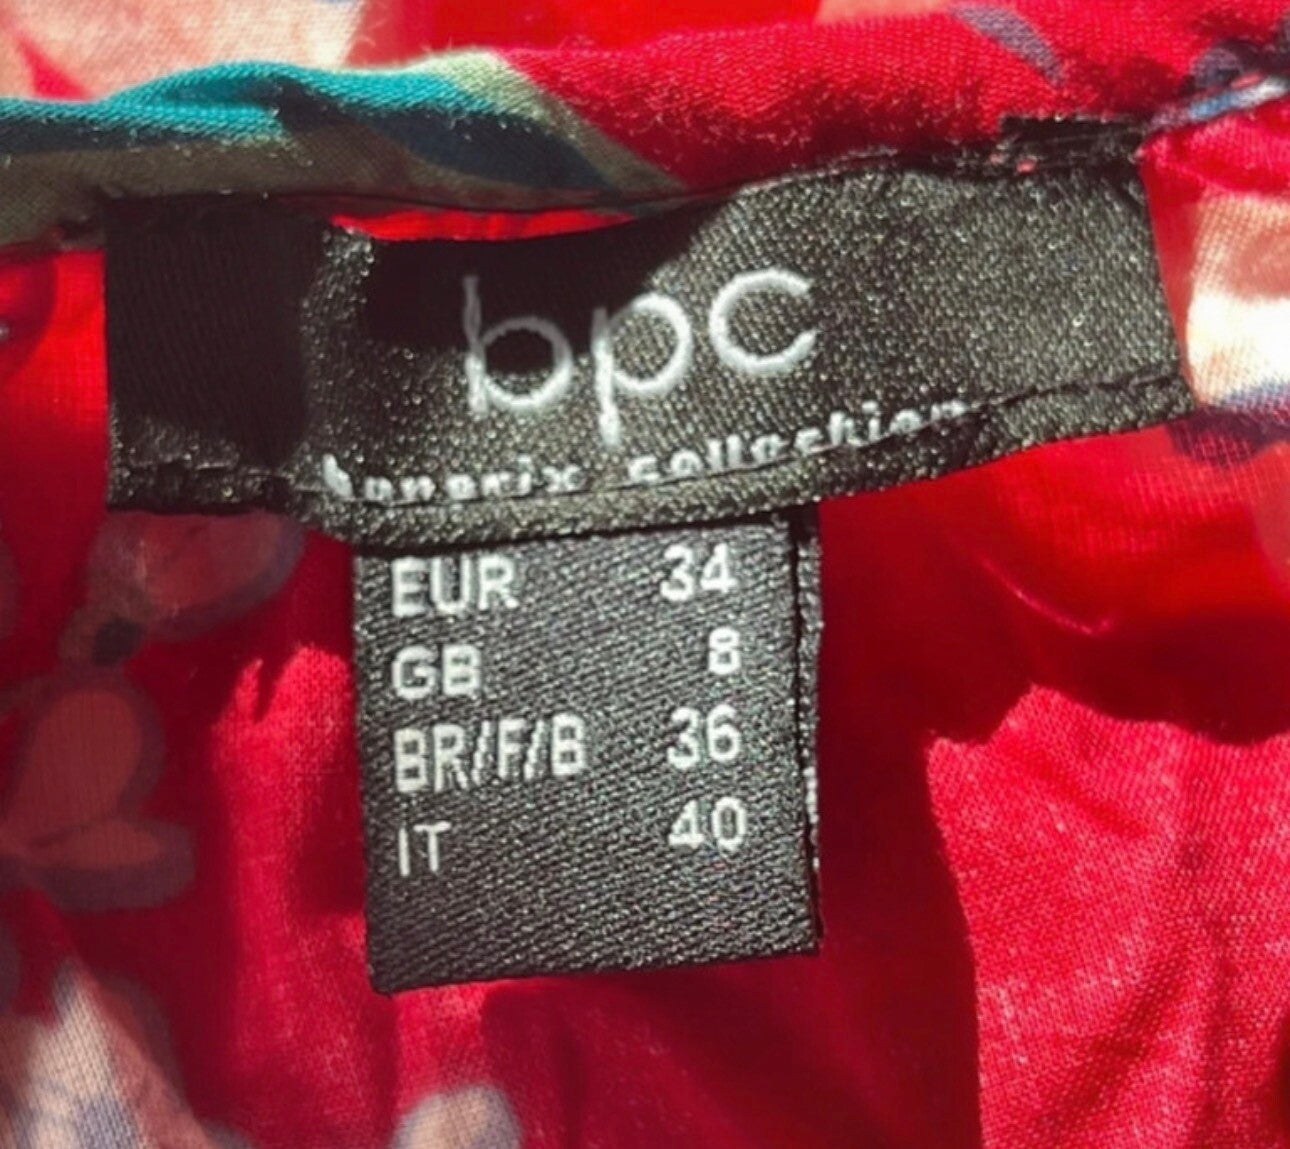 bpc
bonprix collection
EUR 34
GB 8
BR/F/B 36
IT 40